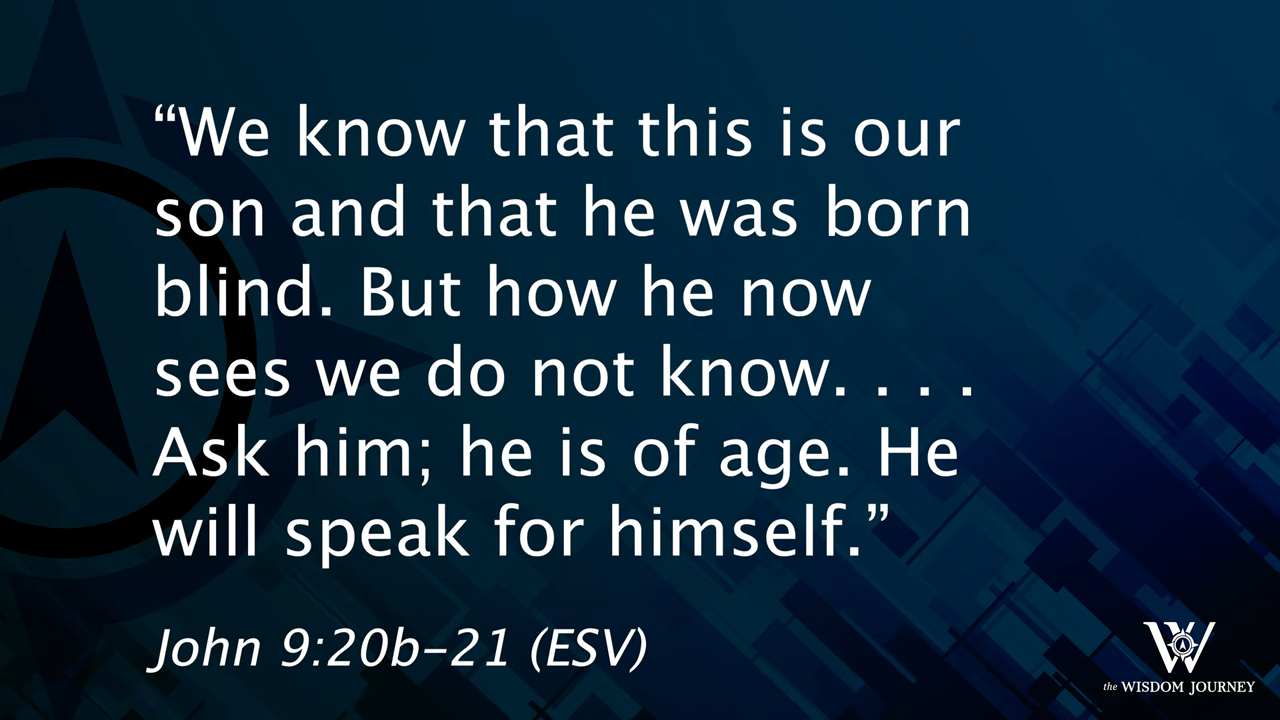 “We know that this is our
son and that he was born
blind. But how he now
sees we do not know. . . .
Ask him; he is of age. He
will speak for himself.”
John 9:20b–21 (ESV)
W
the WISDOM JOURNEY